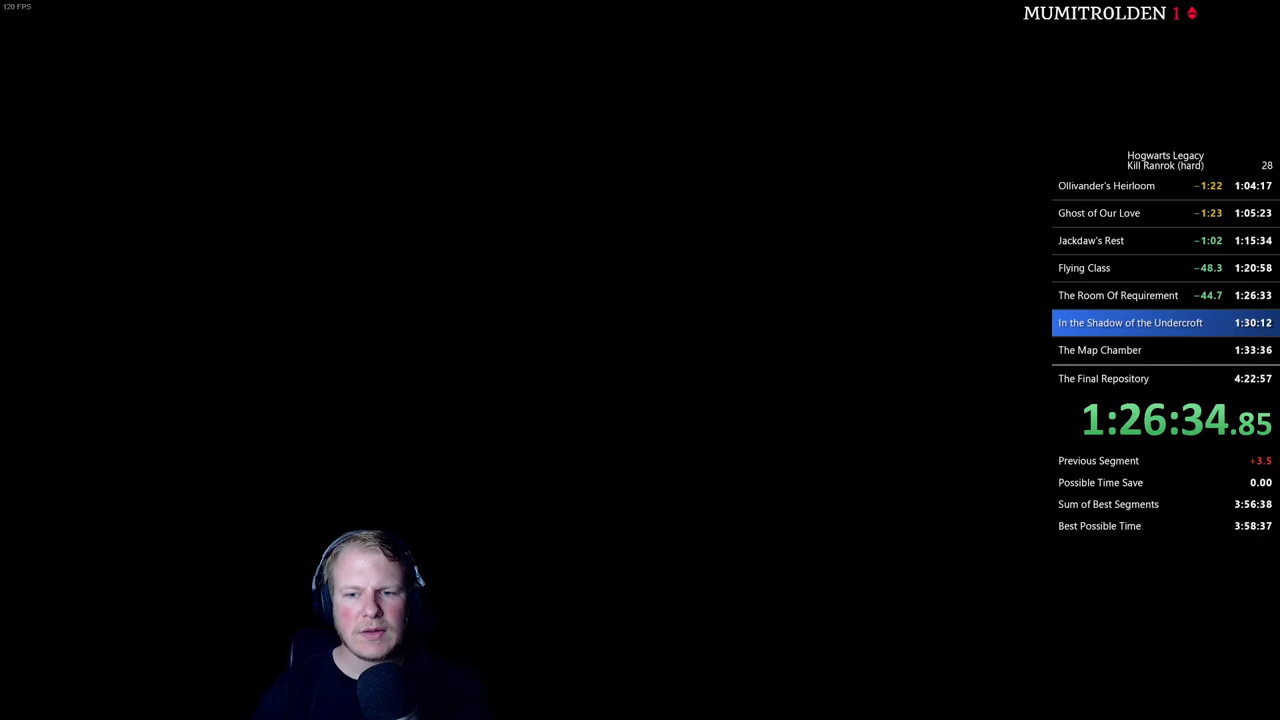 120 FPS
MUMITR0LDEN 1
Hogwarts Legacy
Kill Ranrok (hard) 28
Ollivander's Heirloom -1:22 1:04:17
Ghost of Our Love -1:23 1:05:23
Jackdaw's Rest -1:02 1:15:34
Flying Class -48.3 1:20:58
The Room Of Requirement -44.7 1:26:33
In the Shadow of the Undercroft 1:30:12
The Map Chamber 1:33:36
The Final Repository 4:22:57
1:26:34.85
Previous Segment +3.5
Possible Time Save 0.00
Sum of Best Segments 3:56:38
Best Possible Time 3:58:37